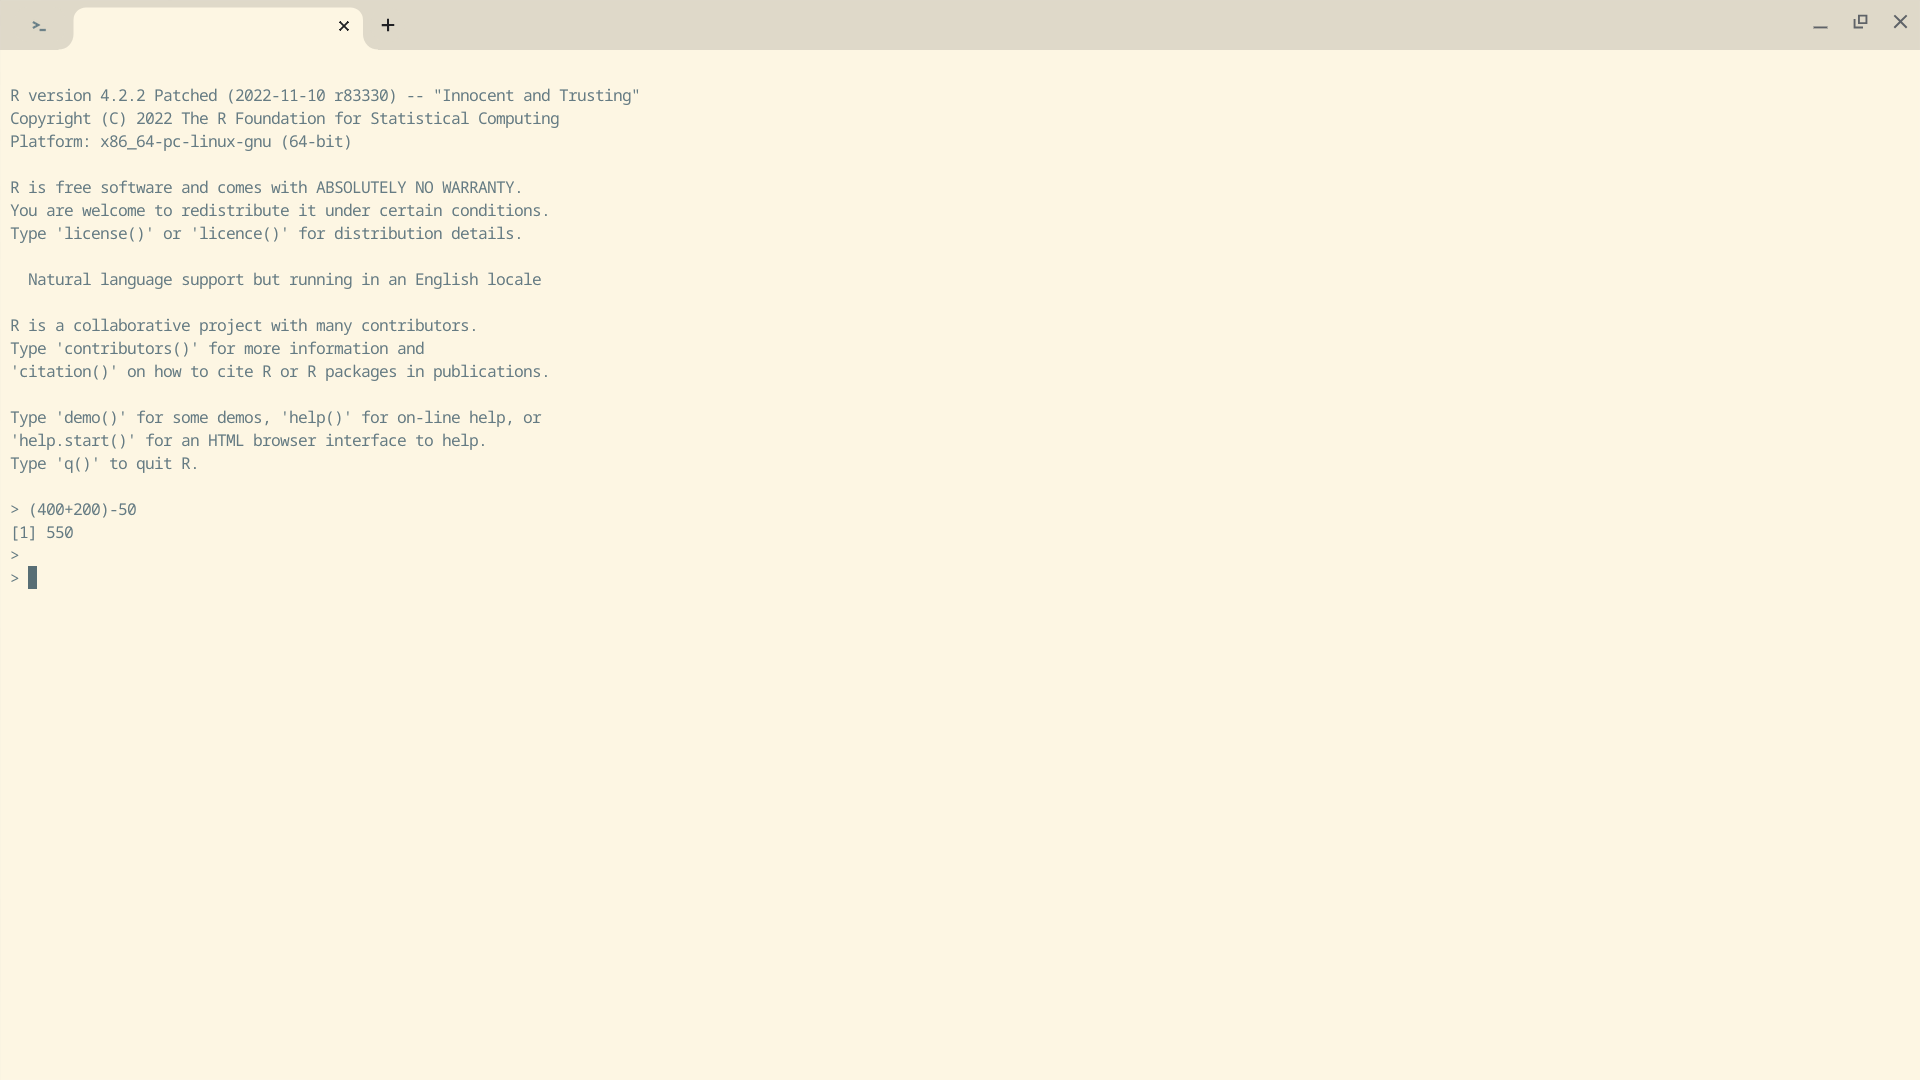 >_
R version 4.2.2 Patched (2022-11-10 r83330) -- "Innocent and Trusting"
Copyright (C) 2022 The R Foundation for Statistical Computing
Platform: x86_64-pc-linux-gnu (64-bit)
R is free software and comes with ABSOLUTELY NO WARRANTY.
You are welcome to redistribute it under certain conditions.
Type 'license()' or 'licence()' for distribution details.
  Natural language support but running in an English locale
R is a collaborative project with many contributors.
Type 'contributors()' for more information and
'citation()' on how to cite R or R packages in publications.
Type 'demo()' for some demos, 'help()' for on-line help, or
'help.start()' for an HTML browser interface to help.
Type 'q()' to quit R.
> (400+200)-50
[1] 550
>
>